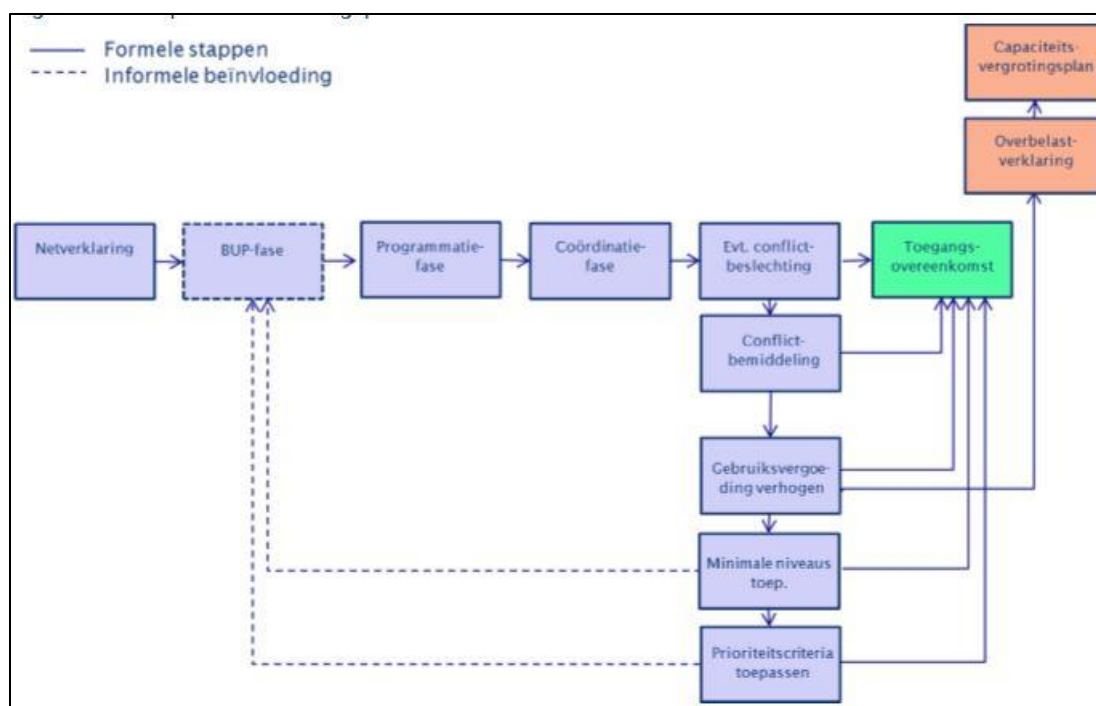 Formele stappen
Informele beïnvloeding
Capaciteits-
vergrotingsplan
Overbelast-
verklaring
Netverklaring
BUP-fase
Programmatie-
fase
Coördinatie-
fase
Evt. conflict-
beslechting
Toegangs-
overeenkomst
Conflict-
bemiddeling
Gebruiksvergoe-
ding verhogen
Minimale niveaus
toep.
Prioriteitscriteria
toepassen